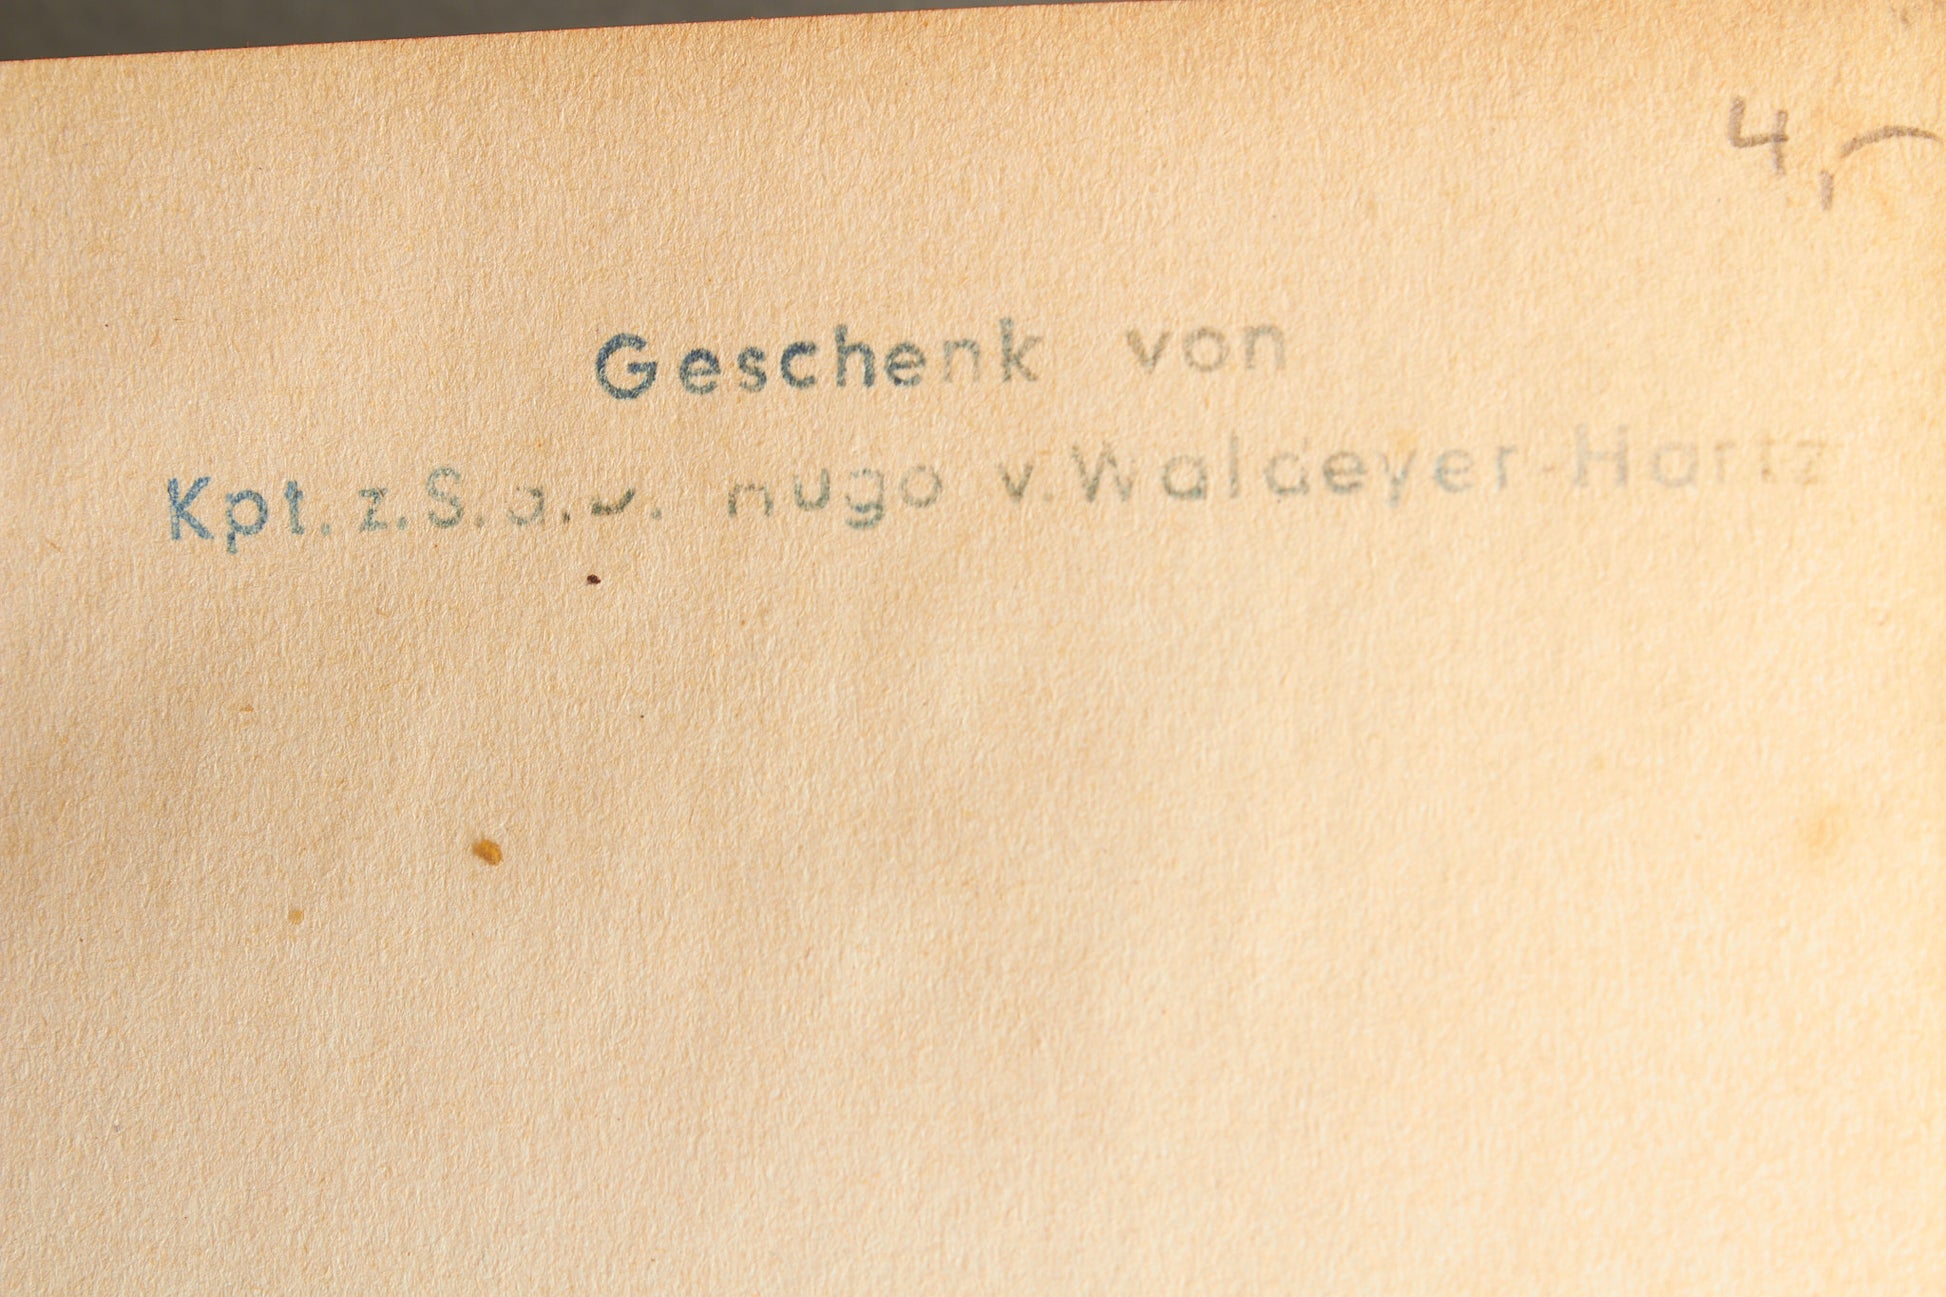 4,-
Geschenk von
Kpt. z. S. a. D. Hugo v. Waldeyer-Hartz